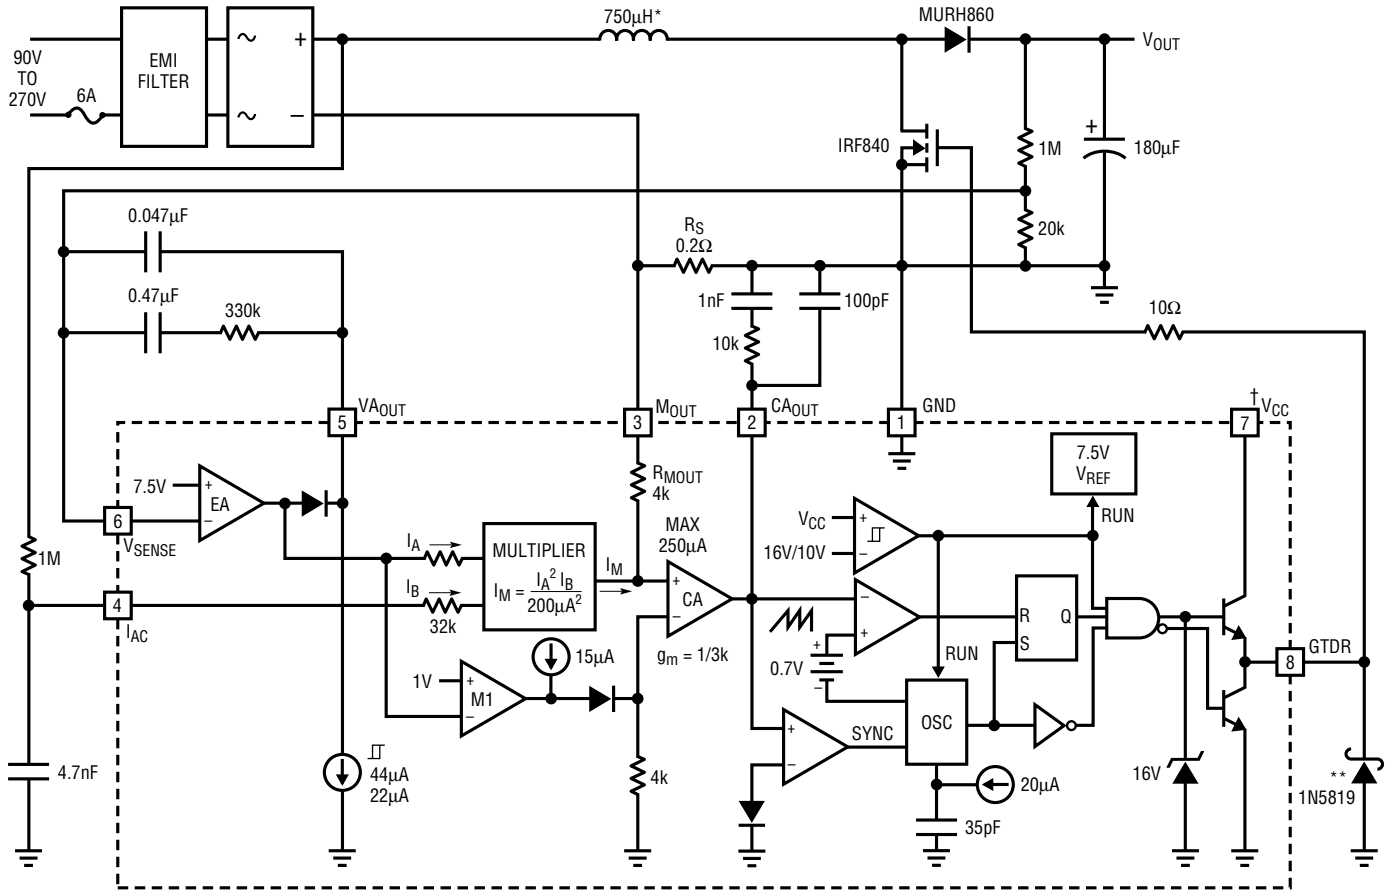 750µH*
MURH860
90V
TO
270V
6A
EMI
FILTER
~
+
~
−
VOUT
IRF840
1M
+
180µF
20k
RS
0.2Ω
0.047µF
0.47µF
330k
1nF
100pF
10k
10Ω
VAOUT
5
MOUT
3
CAOUT
2
GND
1
†VCC
7
7.5V
+
EA
−
6
VSENSE
RMOUT
4k
7.5V
VREF
RUN
MAX
250µA
VCC
+
16V/10V
−
1M
IA →
MULTIPLIER
IM = IA² IB / 200µA²
IM →
IB →
32k
4
IAC
+
CA
−
gm = 1/3k
−
+
R
Q
S
0.7V
+
−
RUN
GTDR
8
15µA
1V
+
M1
−
OSC
+
−
SYNC
44µA
22µA
4k
20µA
35pF
16V
**
1N5819
4.7nF